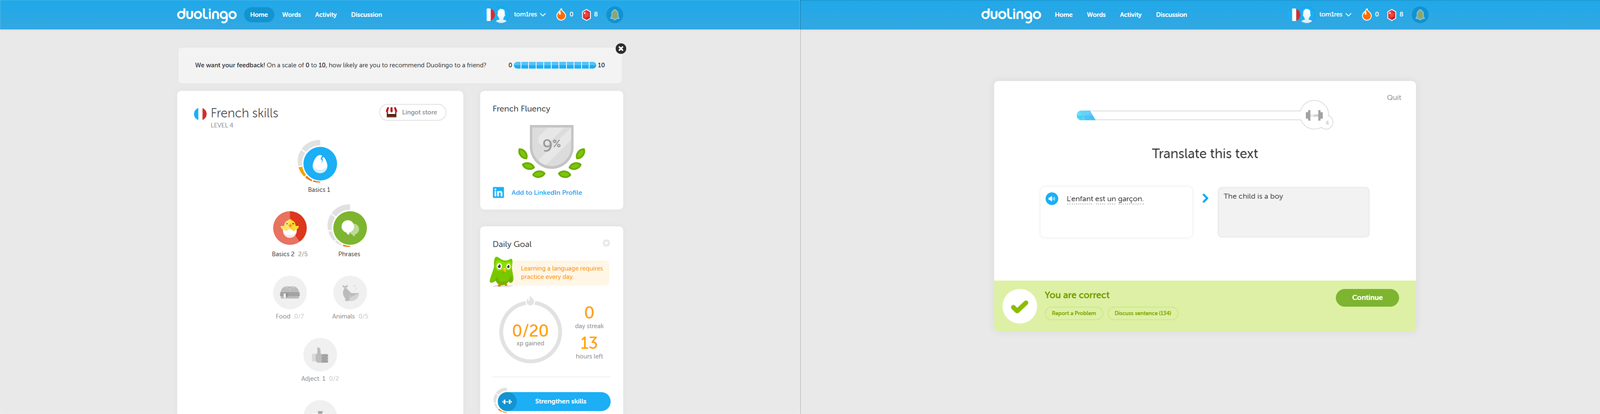 duolingo Home Words Activity Discussion tom1res 0 8
We want your feedback! On a scale of 0 to 10, how likely are you to recommend Duolingo to a friend? 0 10
French skills
LEVEL 4
Lingot store
Basics 1
Basics 2 2/5
Phrases
Food 0/7
Animals 0/5
Adject. 1 0/2
French Fluency
9%
in Add to LinkedIn Profile
Daily Goal
Learning a language requires
practice every day.
0/20
xp gained
0
day streak
13
hours left
Strengthen skills
duolingo Home Words Activity Discussion tom1res 0 8
Quit
Translate this text
L'enfant est un garçon.
The child is a boy
You are correct
Report a Problem
Discuss sentence (134)
Continue